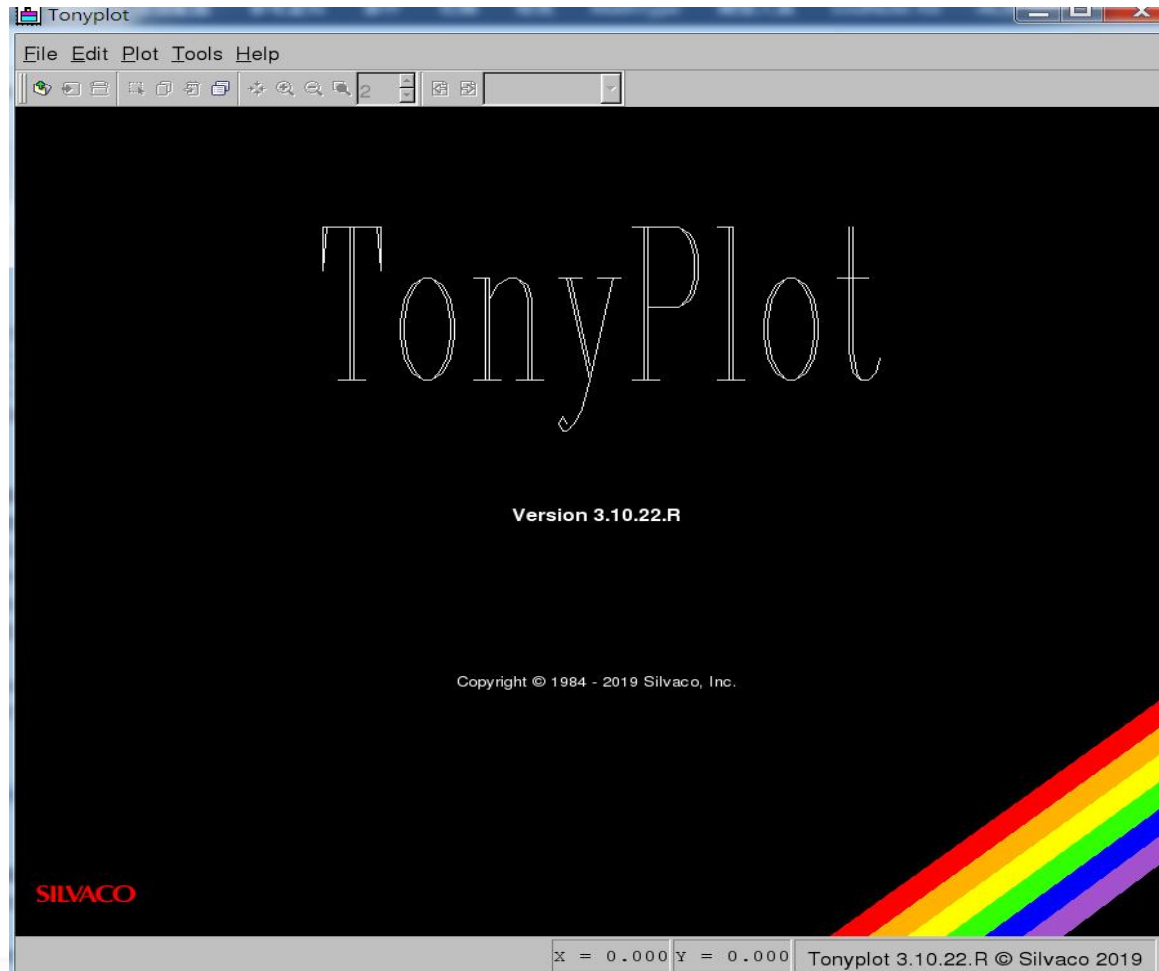 Tonyplot
File Edit Plot Tools Help
2
TonyPlot
Version 3.10.22.R
Copyright © 1984 - 2019 Silvaco, Inc.
SILVACO
X = 0.000 Y = 0.000 Tonyplot 3.10.22.R © Silvaco 2019